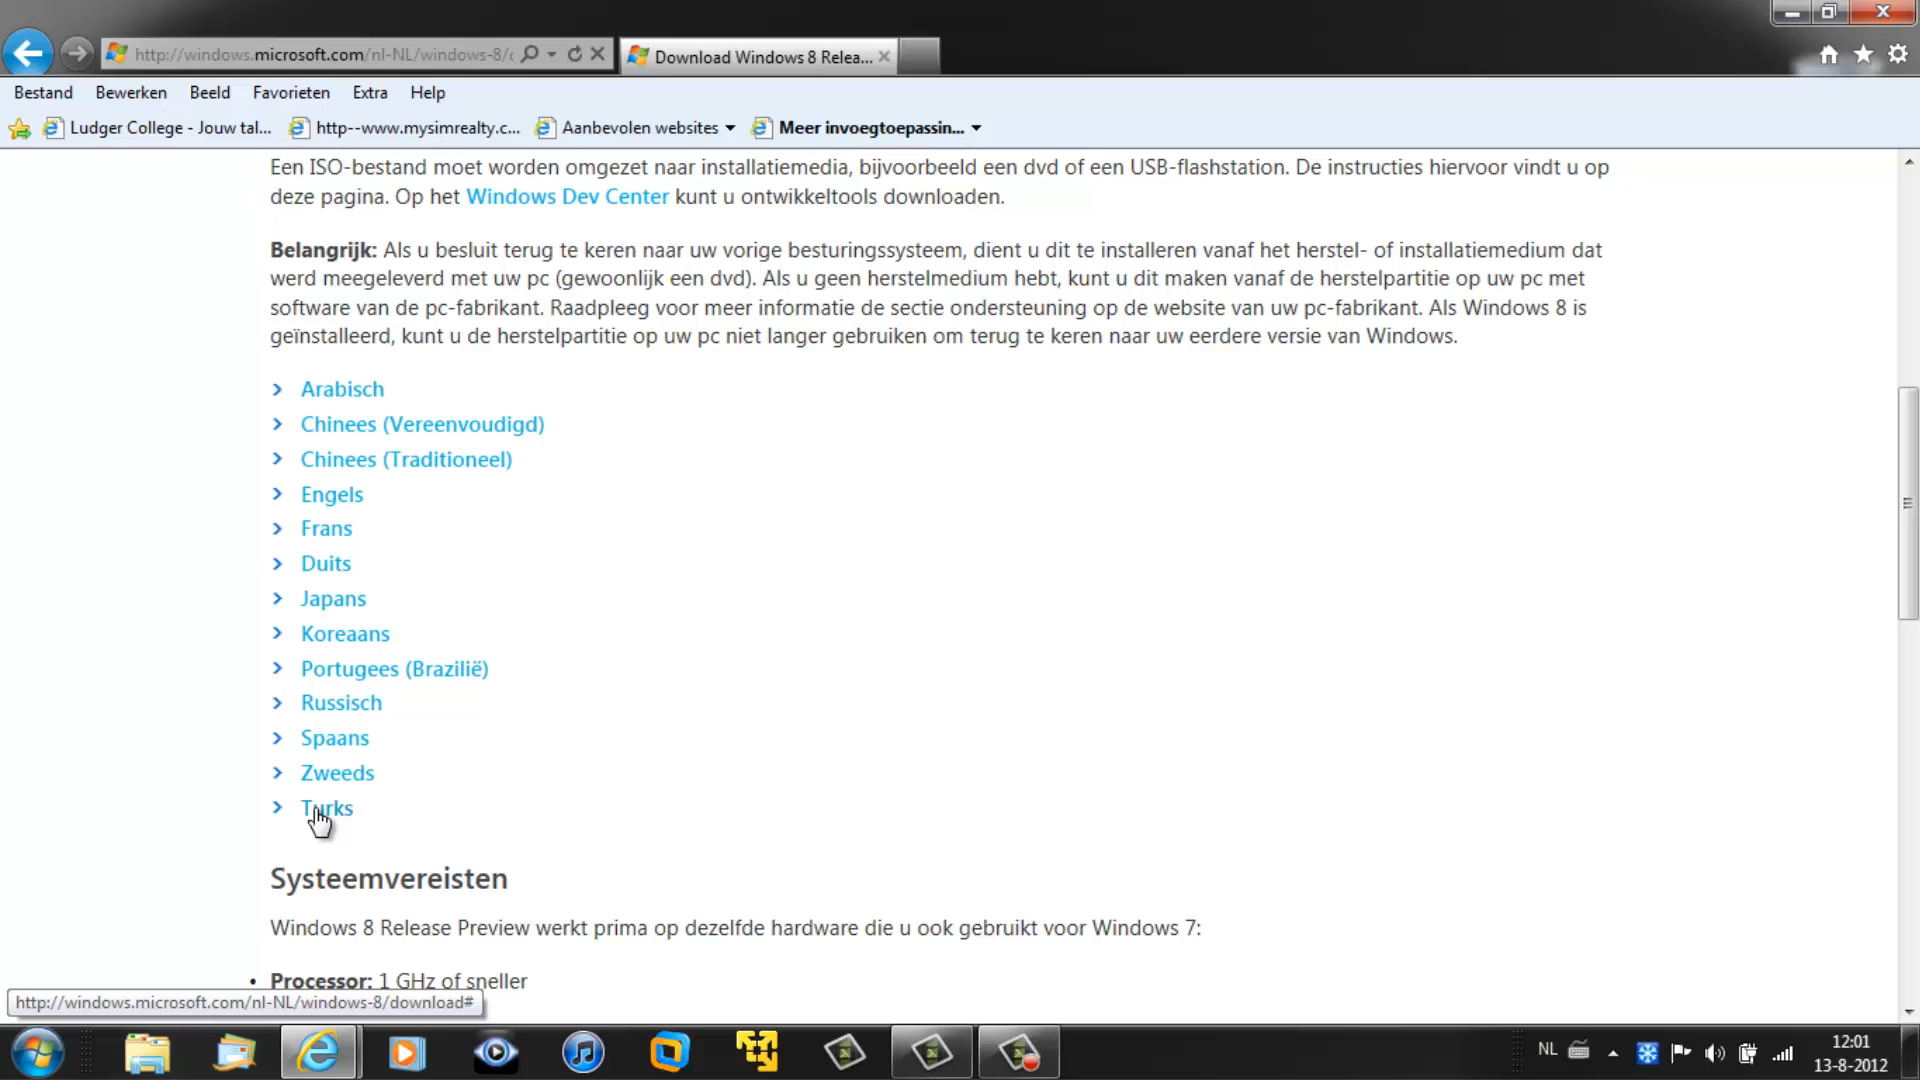 http://windows.microsoft.com/nl-NL/windows-8/
Download Windows 8 Relea...
Bestand Bewerken Beeld Favorieten Extra Help
Ludger College - Jouw tal... http--www.mysimrealty.c... Aanbevolen websites Meer invoegtoepassin...
Een ISO-bestand moet worden omgezet naar installatiemedia, bijvoorbeeld een dvd of een USB-flashstation. De instructies hiervoor vindt u op
deze pagina. Op het Windows Dev Center kunt u ontwikkeltools downloaden.
Belangrijk: Als u besluit terug te keren naar uw vorige besturingssysteem, dient u dit te installeren vanaf het herstel- of installatiemedium dat
werd meegeleverd met uw pc (gewoonlijk een dvd). Als u geen herstelmedium hebt, kunt u dit maken vanaf de herstelpartitie op uw pc met
software van de pc-fabrikant. Raadpleeg voor meer informatie de sectie ondersteuning op de website van uw pc-fabrikant. Als Windows 8 is
geïnstalleerd, kunt u de herstelpartitie op uw pc niet langer gebruiken om terug te keren naar uw eerdere versie van Windows.
Arabisch
Chinees (Vereenvoudigd)
Chinees (Traditioneel)
Engels
Frans
Duits
Japans
Koreaans
Portugees (Brazilië)
Russisch
Spaans
Zweeds
Turks
Systeemvereisten
Windows 8 Release Preview werkt prima op dezelfde hardware die u ook gebruikt voor Windows 7:
• Processor: 1 GHz of sneller
http://windows.microsoft.com/nl-NL/windows-8/download#
NL
12:01
13-8-2012